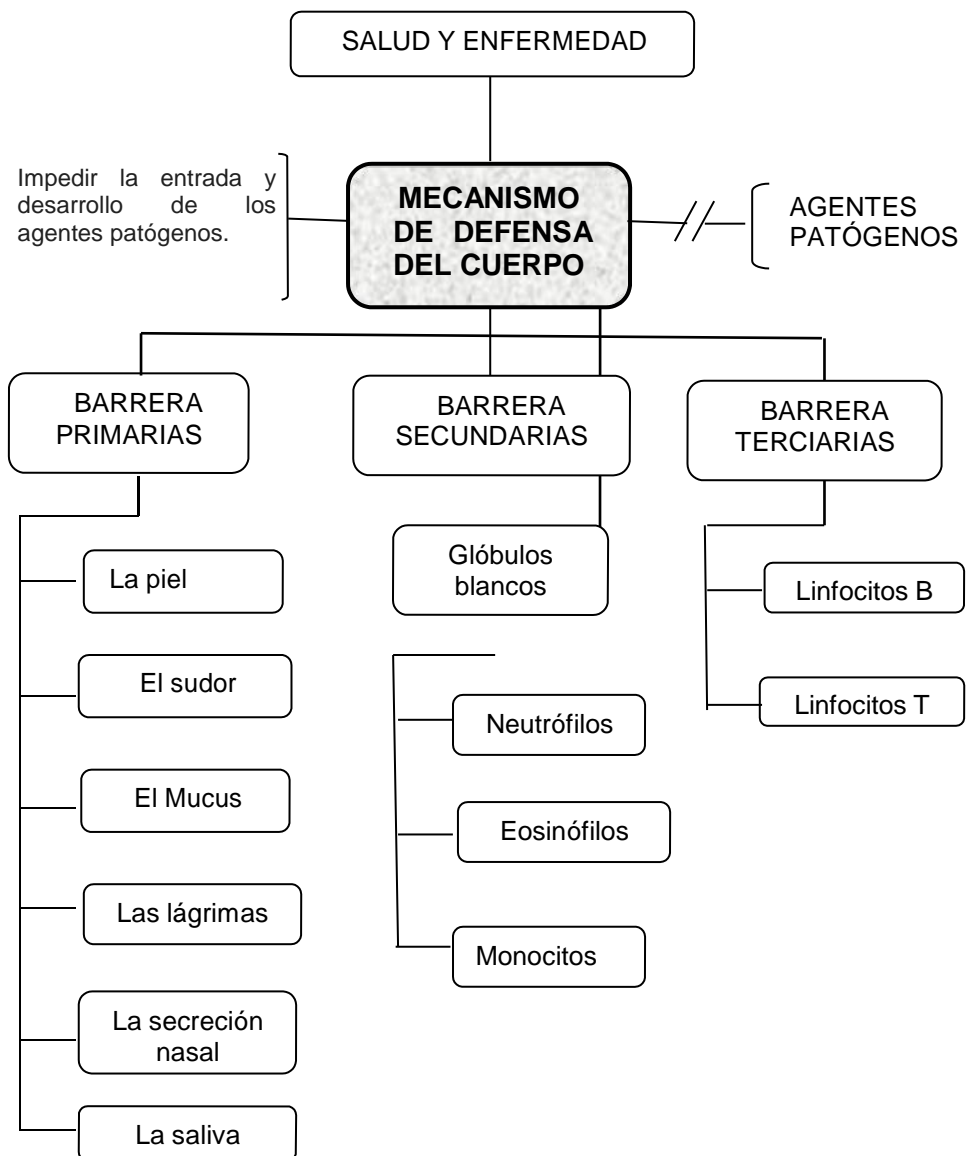 SALUD Y ENFERMEDAD
Impedir la entrada y
desarrollo de los
agentes patógenos.
MECANISMO
DE DEFENSA
DEL CUERPO
AGENTES
PATÓGENOS
BARRERA
PRIMARIAS
BARRERA
SECUNDARIAS
BARRERA
TERCIARIAS
La piel
El sudor
El Mucus
Las lágrimas
La secreción
nasal
La saliva
Glóbulos
blancos
Neutrófilos
Eosinófilos
Monocitos
Linfocitos B
Linfocitos T